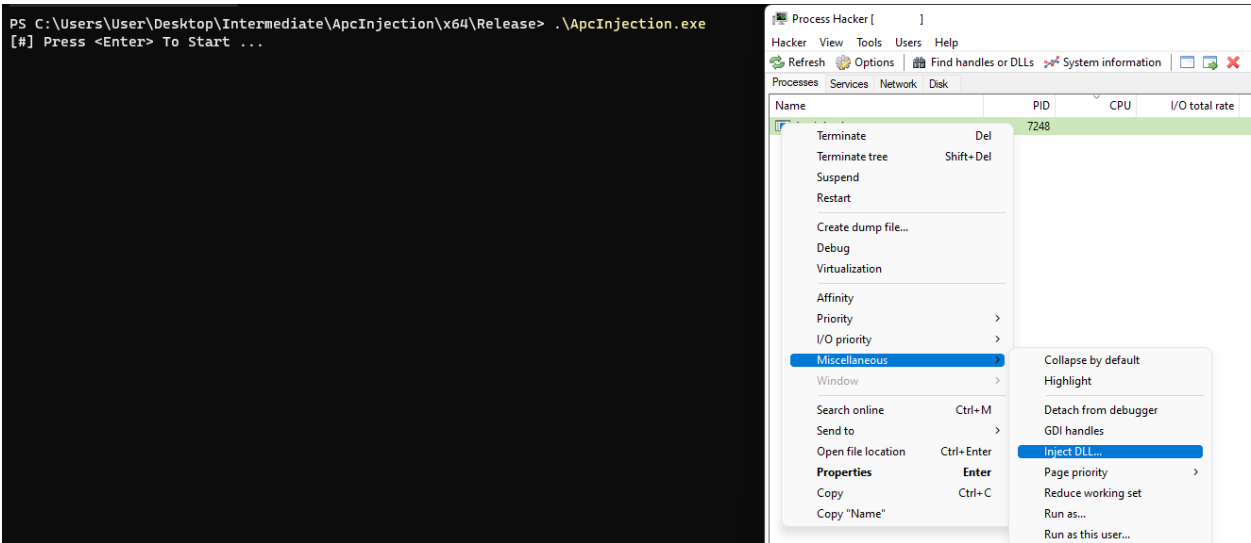 PS C:\Users\User\Desktop\Intermediate\ApcInjection\x64\Release> .\ApcInjection.exe
[#] Press <Enter> To Start ...
Process Hacker [ ]
Hacker View Tools Users Help
Refresh Options Find handles or DLLs System information
Processes Services Network Disk
Name PID CPU I/O total rate
7248
Terminate Del
Terminate tree Shift+Del
Suspend
Restart
Create dump file...
Debug
Virtualization
Affinity
Priority
I/O priority
Miscellaneous
Window
Search online Ctrl+M
Send to
Open file location Ctrl+Enter
Properties Enter
Copy Ctrl+C
Copy "Name"
Collapse by default
Highlight
Detach from debugger
GDI handles
Inject DLL...
Page priority
Reduce working set
Run as...
Run as this user...